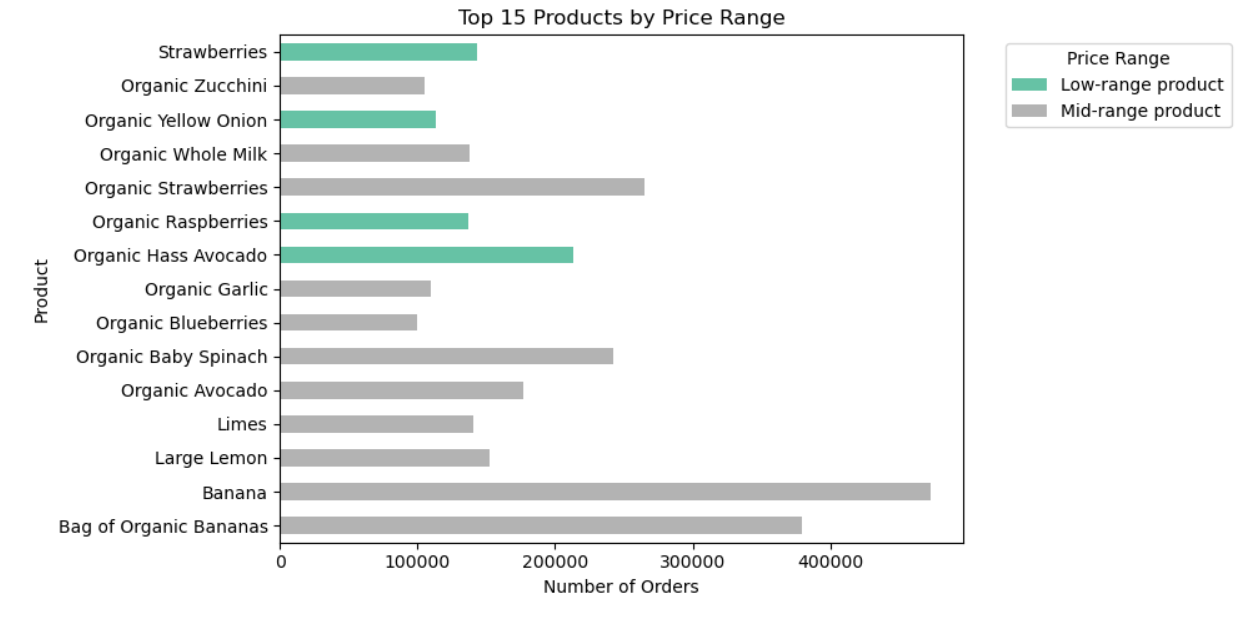 Top 15 Products by Price Range
Strawberries
Organic Zucchini
Organic Yellow Onion
Organic Whole Milk
Organic Strawberries
Organic Raspberries
Organic Hass Avocado
Organic Garlic
Organic Blueberries
Organic Baby Spinach
Organic Avocado
Limes
Large Lemon
Banana
Bag of Organic Bananas
Product
0 100000 200000 300000 400000
Number of Orders
Price Range
Low-range product
Mid-range product